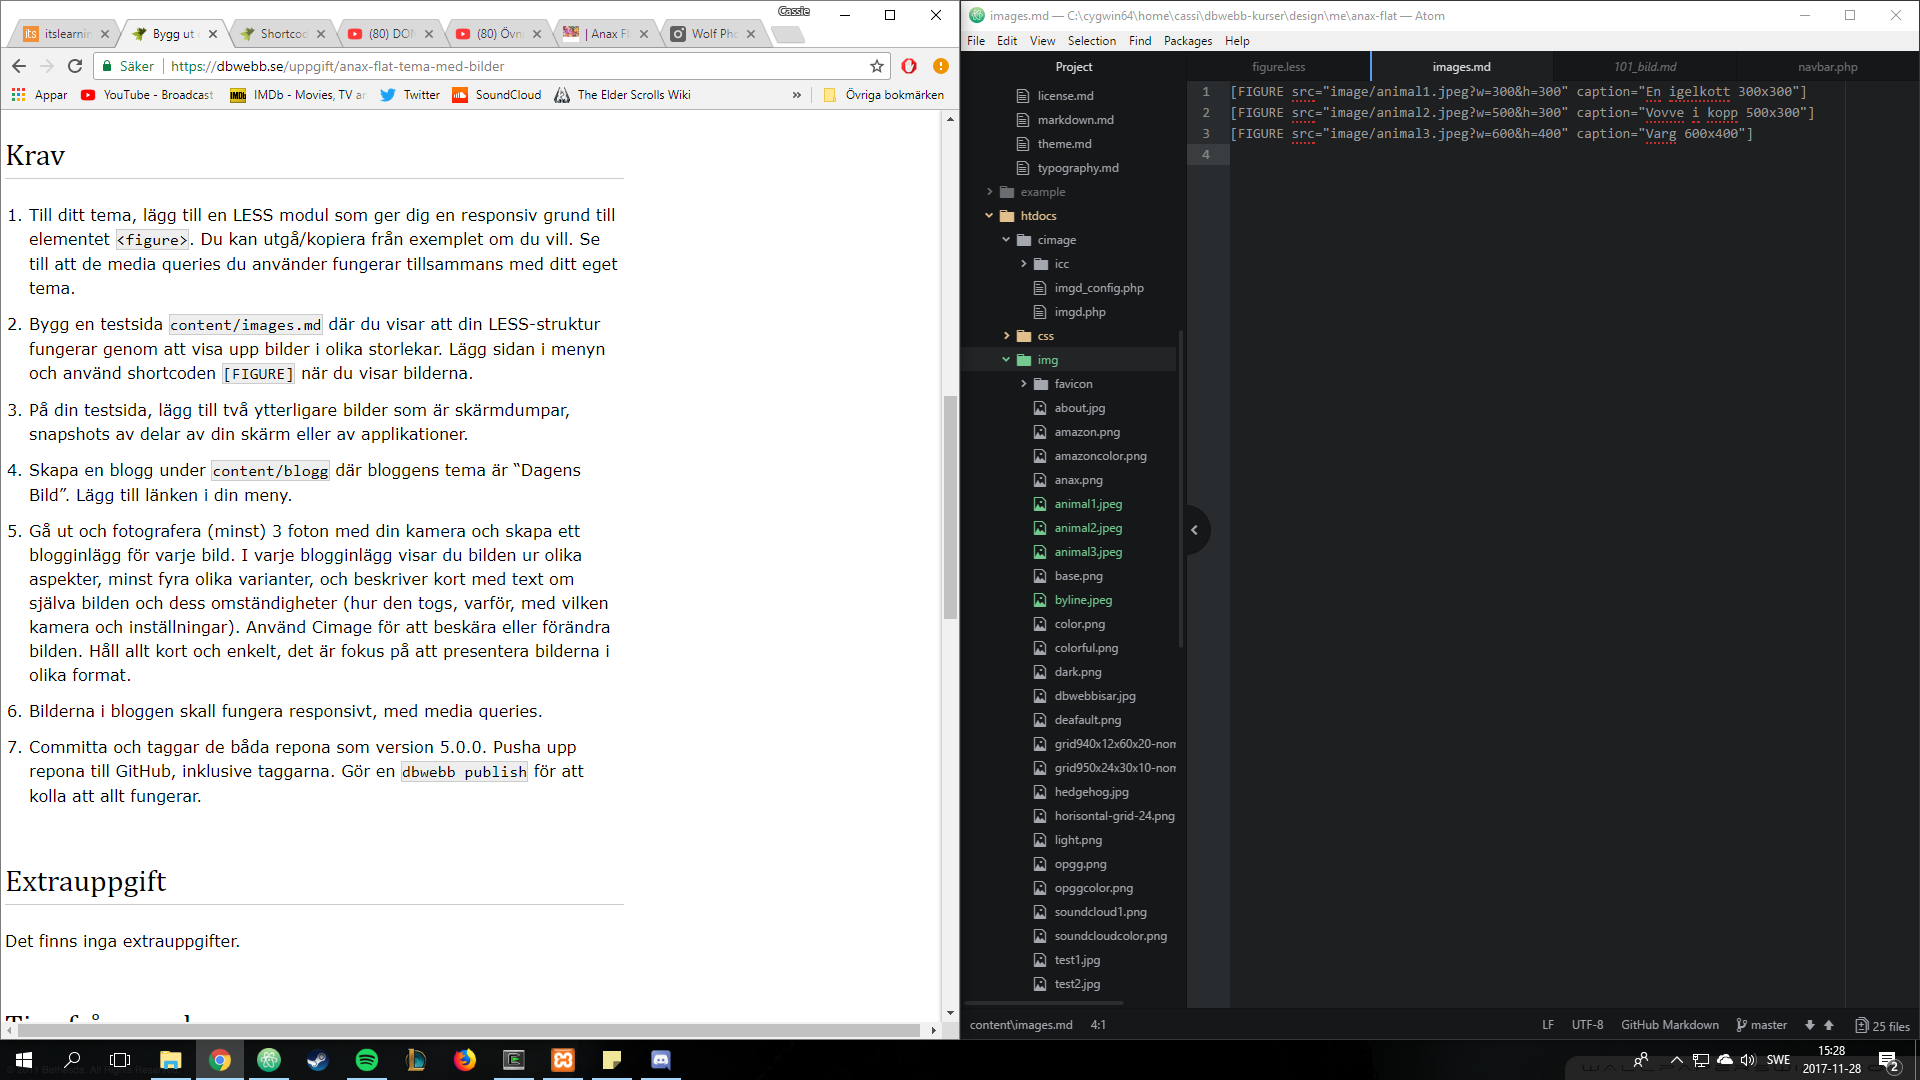 Cassie
itslearnin
Bygg ut
Shortcod
(80) DON
(80) Övni
| Anax Fl
Wolf Pho
Säker
https://dbwebb.se/uppgift/anax-flat-tema-med-bilder
Appar
YouTube - Broadcast
IMDb - Movies, TV ar
Twitter
SoundCloud
The Elder Scrolls Wiki
»
Övriga bokmärken
Krav
1. Till ditt tema, lägg till en LESS modul som ger dig en responsiv grund till
elementet <figure>. Du kan utgå/kopiera från exemplet om du vill. Se
till att de media queries du använder fungerar tillsammans med ditt eget
tema.
2. Bygg en testsida content/images.md där du visar att din LESS-struktur
fungerar genom att visa upp bilder i olika storlekar. Lägg sidan i menyn
och använd shortcoden [FIGURE] när du visar bilderna.
3. På din testsida, lägg till två ytterligare bilder som är skärmdumpar,
snapshots av delar av din skärm eller av applikationer.
4. Skapa en blogg under content/blogg där bloggens tema är “Dagens
Bild”. Lägg till länken i din meny.
5. Gå ut och fotografera (minst) 3 foton med din kamera och skapa ett
blogginlägg för varje bild. I varje blogginlägg visar du bilden ur olika
aspekter, minst fyra olika varianter, och beskriver kort med text om
själva bilden och dess omständigheter (hur den togs, varför, med vilken
kamera och inställningar). Använd Cimage för att beskära eller förändra
bilden. Håll allt kort och enkelt, det är fokus på att presentera bilderna i
olika format.
6. Bilderna i bloggen skall fungera responsivt, med media queries.
7. Committa och taggar de båda repona som version 5.0.0. Pusha upp
repona till GitHub, inklusive taggarna. Gör en dbwebb publish för att
kolla att allt fungerar.
Extrauppgift
Det finns inga extrauppgifter.
images.md — C:\cygwin64\home\cassi\dbwebb-kurser\design\me\anax-flat — Atom
File Edit View Selection Find Packages Help
Project
figure.less
images.md
101_bild.md
navbar.php
license.md
markdown.md
theme.md
typography.md
example
htdocs
cimage
icc
imgd_config.php
imgd.php
css
img
favicon
about.jpg
amazon.png
amazoncolor.png
anax.png
animal1.jpeg
animal2.jpeg
animal3.jpeg
base.png
byline.jpeg
color.png
colorful.png
dark.png
dbwebbisar.jpg
deafault.png
grid940x12x60x20-non
grid950x24x30x10-non
hedgehog.jpg
horisontal-grid-24.png
light.png
opgg.png
opggcolor.png
soundcloud1.png
soundcloudcolor.png
test1.jpg
test2.jpg
1 [FIGURE src="image/animal1.jpeg?w=300&h=300" caption="En igelkott 300x300"]
2 [FIGURE src="image/animal2.jpeg?w=500&h=300" caption="Vovve i kopp 500x300"]
3 [FIGURE src="image/animal3.jpeg?w=600&h=400" caption="Varg 600x400"]
4
content\images.md 4:1
LF UTF-8 GitHub Markdown master 25 files
SWE
15:28
2017-11-28
2